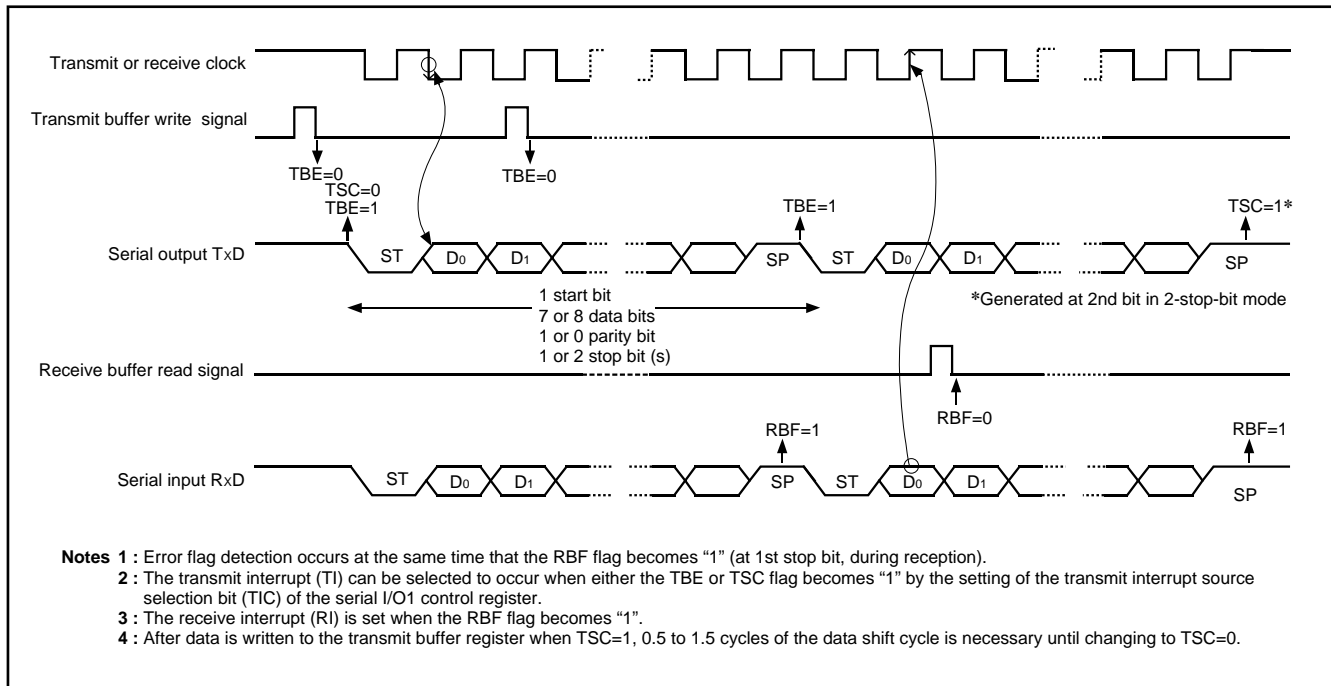 Transmit or receive clock
Transmit buffer write signal
TBE=0
TSC=0
TBE=1
TBE=0
TBE=1
TSC=1*
Serial output TxD
ST
D0
D1
SP
ST
D0
D1
SP
1 start bit
7 or 8 data bits
1 or 0 parity bit
1 or 2 stop bit (s)
*Generated at 2nd bit in 2-stop-bit mode
Receive buffer read signal
RBF=0
RBF=1
RBF=1
Serial input RxD
ST
D0
D1
SP
ST
D0
D1
SP
Notes 1 : Error flag detection occurs at the same time that the RBF flag becomes “1” (at 1st stop bit, during reception).
2 : The transmit interrupt (TI) can be selected to occur when either the TBE or TSC flag becomes “1” by the setting of the transmit interrupt source
selection bit (TIC) of the serial I/O1 control register.
3 : The receive interrupt (RI) is set when the RBF flag becomes “1”.
4 : After data is written to the transmit buffer register when TSC=1, 0.5 to 1.5 cycles of the data shift cycle is necessary until changing to TSC=0.